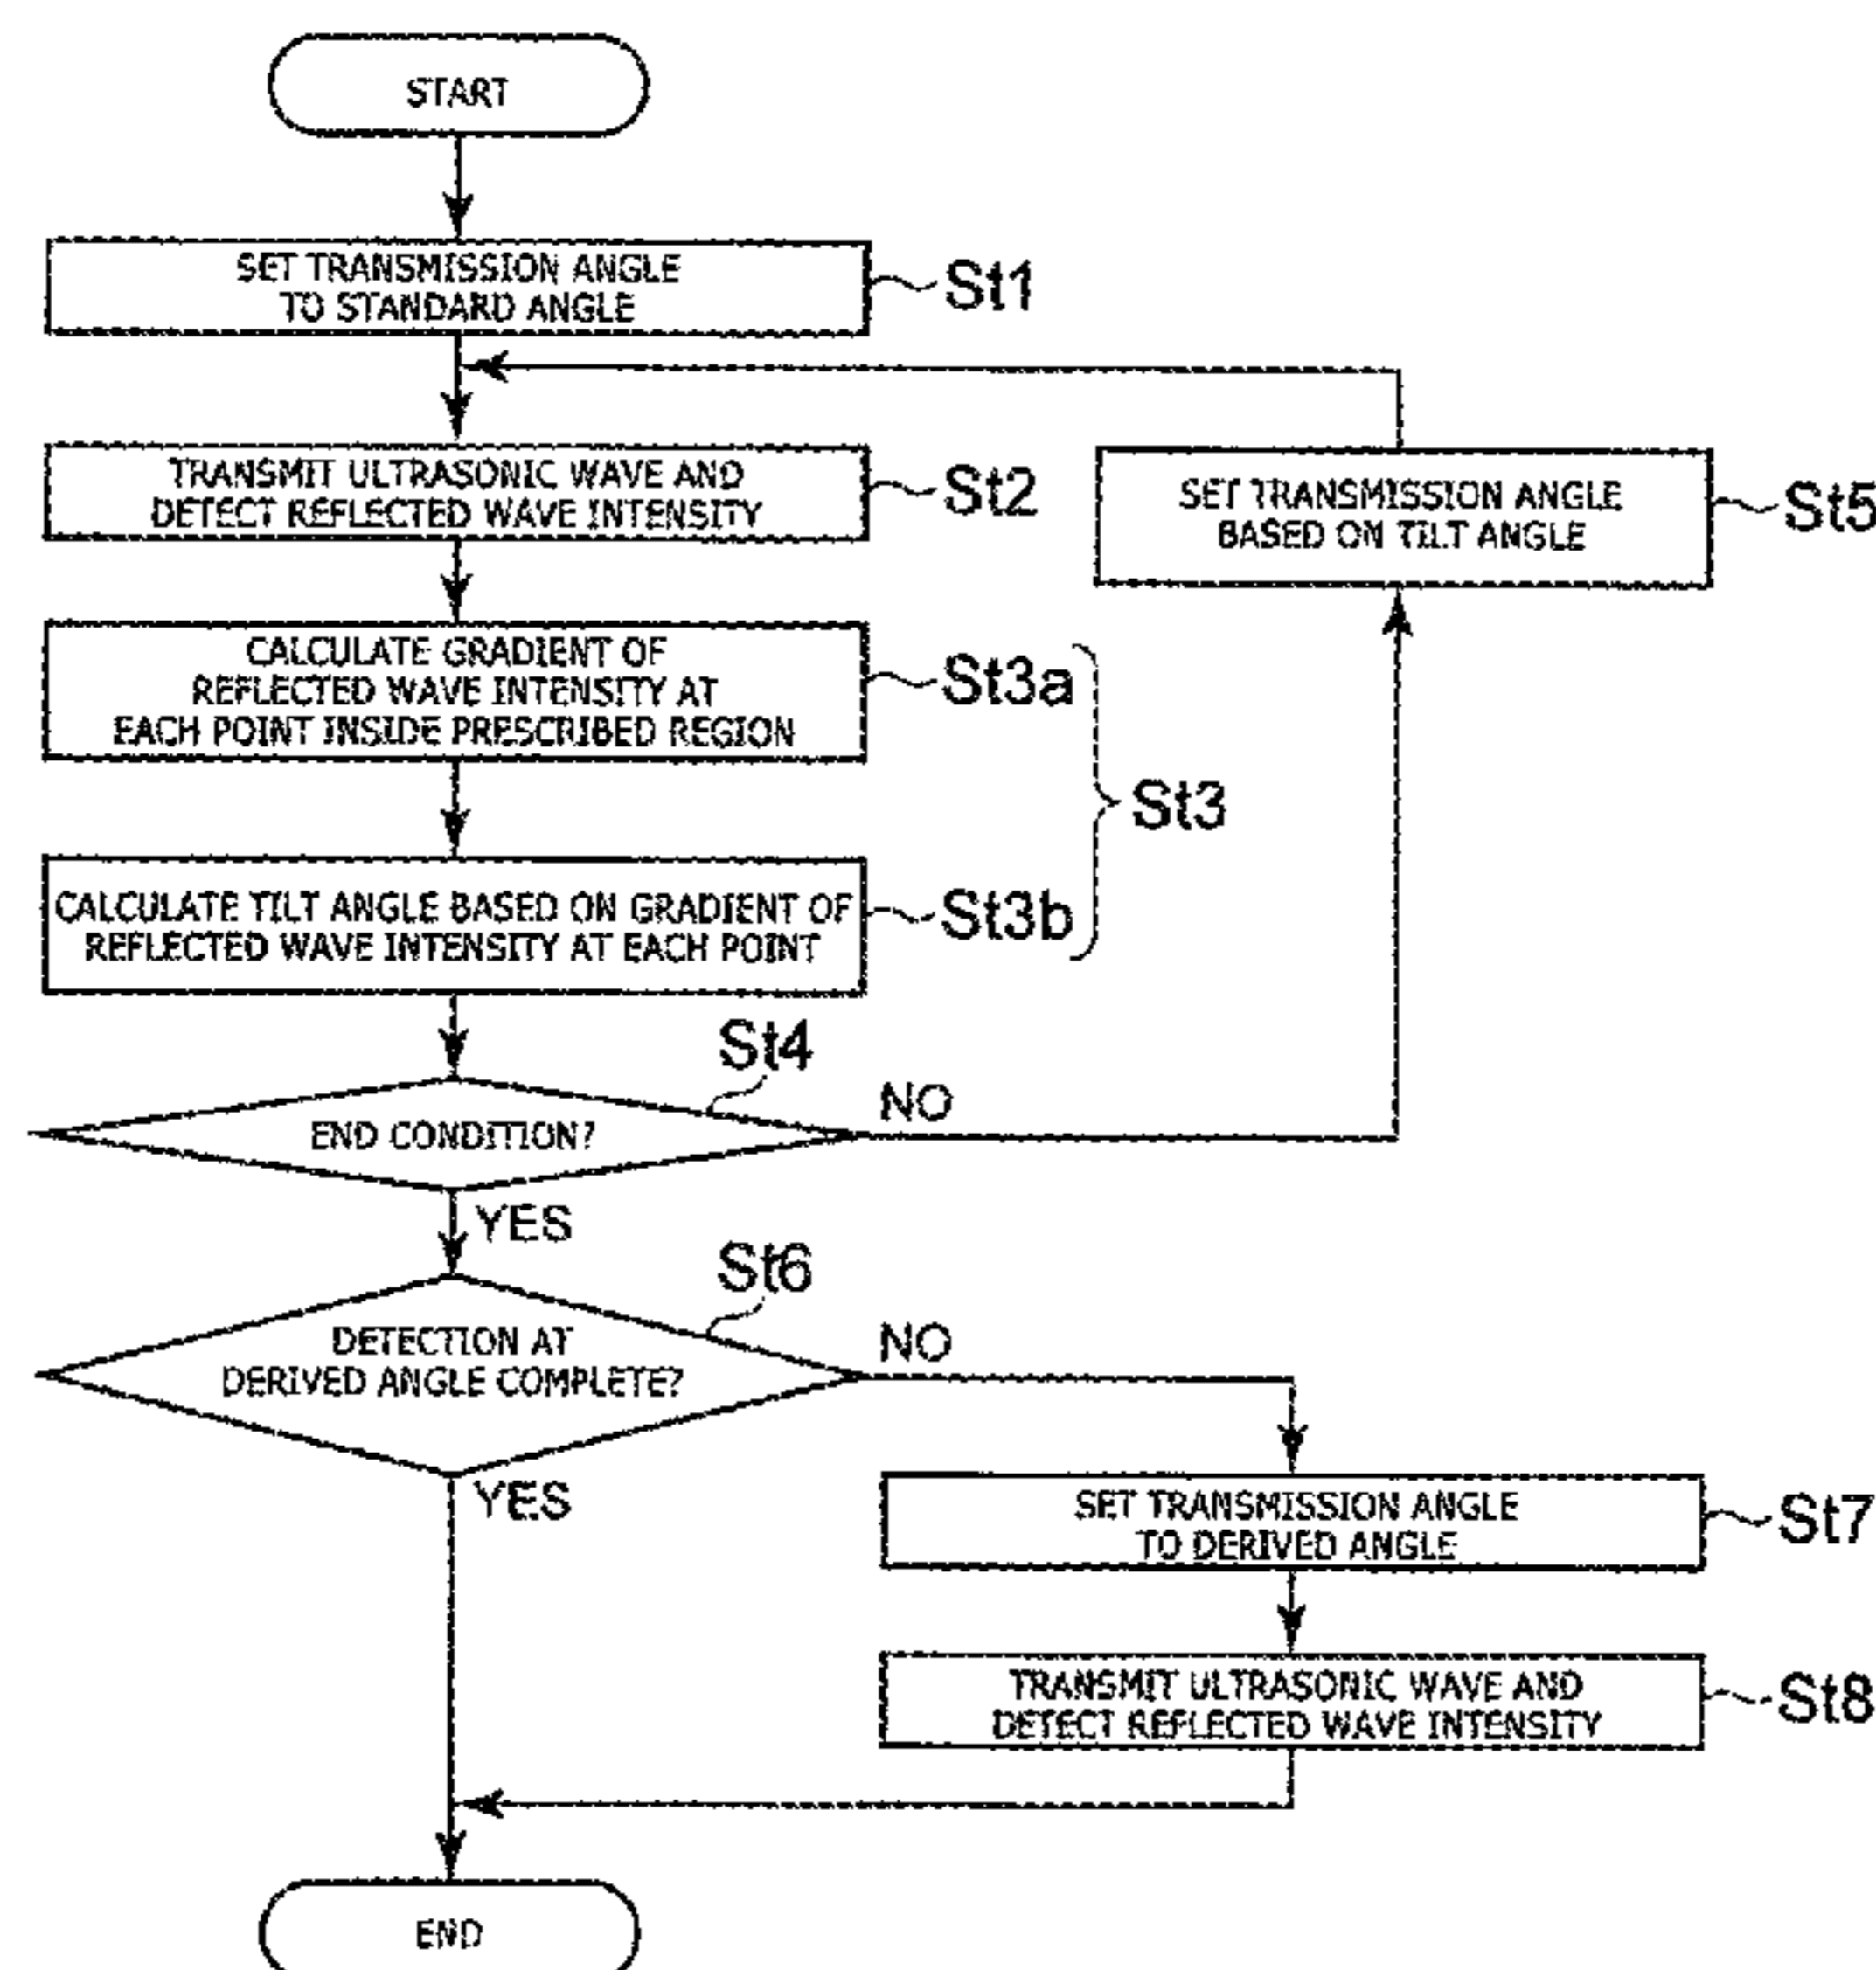 START
SET TRANSMISSION ANGLE
TO STANDARD ANGLE
St1
TRANSMIT ULTRASONIC WAVE AND
DETECT REFLECTED WAVE INTENSITY
St2
SET TRANSMISSION ANGLE
BASED ON TILT ANGLE
St5
CALCULATE GRADIENT OF
REFLECTED WAVE INTENSITY AT
EACH POINT INSIDE PRESCRIBED REGION
St3a
St3
CALCULATE TILT ANGLE BASED ON GRADIENT OF
REFLECTED WAVE INTENSITY AT EACH POINT
St3b
St4
END CONDITION?
NO
YES
St6
DETECTION AT
DERIVED ANGLE COMPLETE?
NO
YES
SET TRANSMISSION ANGLE
TO DERIVED ANGLE
St7
TRANSMIT ULTRASONIC WAVE AND
DETECT REFLECTED WAVE INTENSITY
St8
END